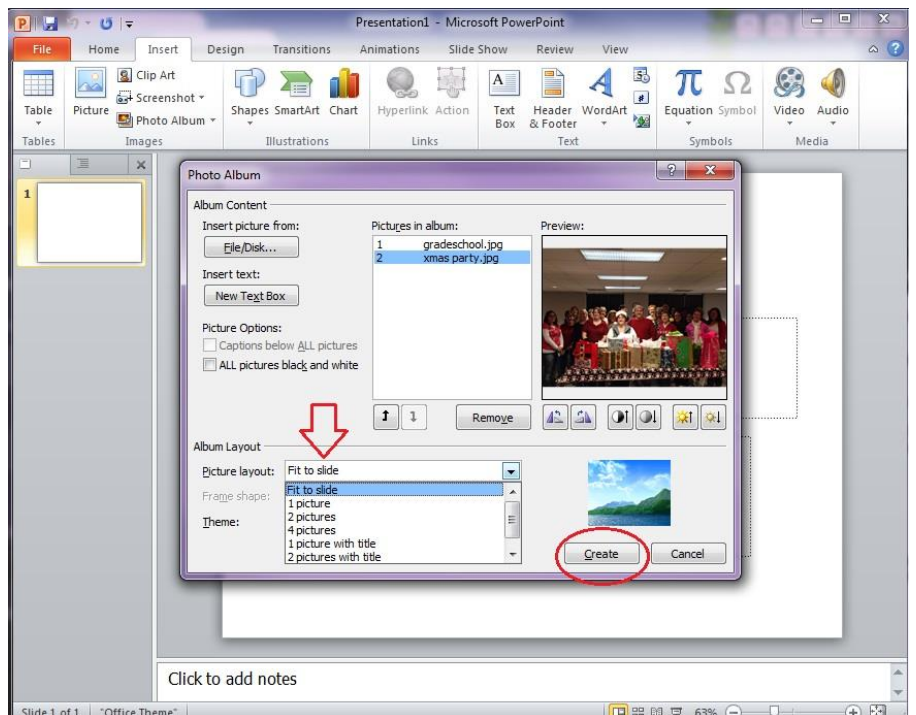 Presentation1 - Microsoft PowerPoint
File Home Insert Design Transitions Animations Slide Show Review View
Table
Picture
Clip Art
Screenshot
Photo Album
Shapes SmartArt Chart
Hyperlink Action
Text Box
Header & Footer
WordArt
Equation Symbol
Video Audio
Tables Images Illustrations Links Text Symbols Media
1
Photo Album
Album Content
Insert picture from:
File/Disk...
Insert text:
New Text Box
Picture Options:
Captions below ALL pictures
ALL pictures black and white
Pictures in album:
1 gradeschool.jpg
2 xmas party.jpg
Remove
Preview:
Album Layout
Picture layout: Fit to slide
Frame shape:
Theme:
Fit to slide
1 picture
2 pictures
4 pictures
1 picture with title
2 pictures with title
Create Cancel
Click to add notes
Slide 1 of 1 "Office Theme" 63%